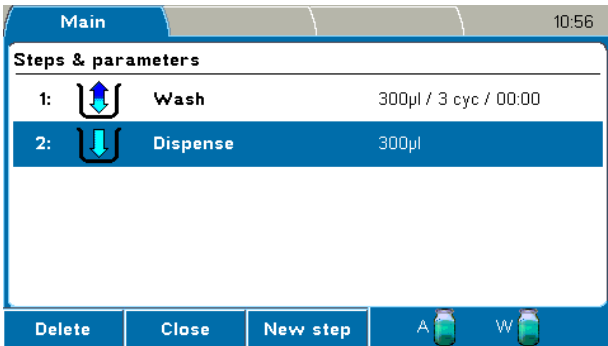 Main 10:56
Steps & parameters
1: Wash 300µl / 3 cyc / 00:00
2: Dispense 300µl
Delete Close New step A W